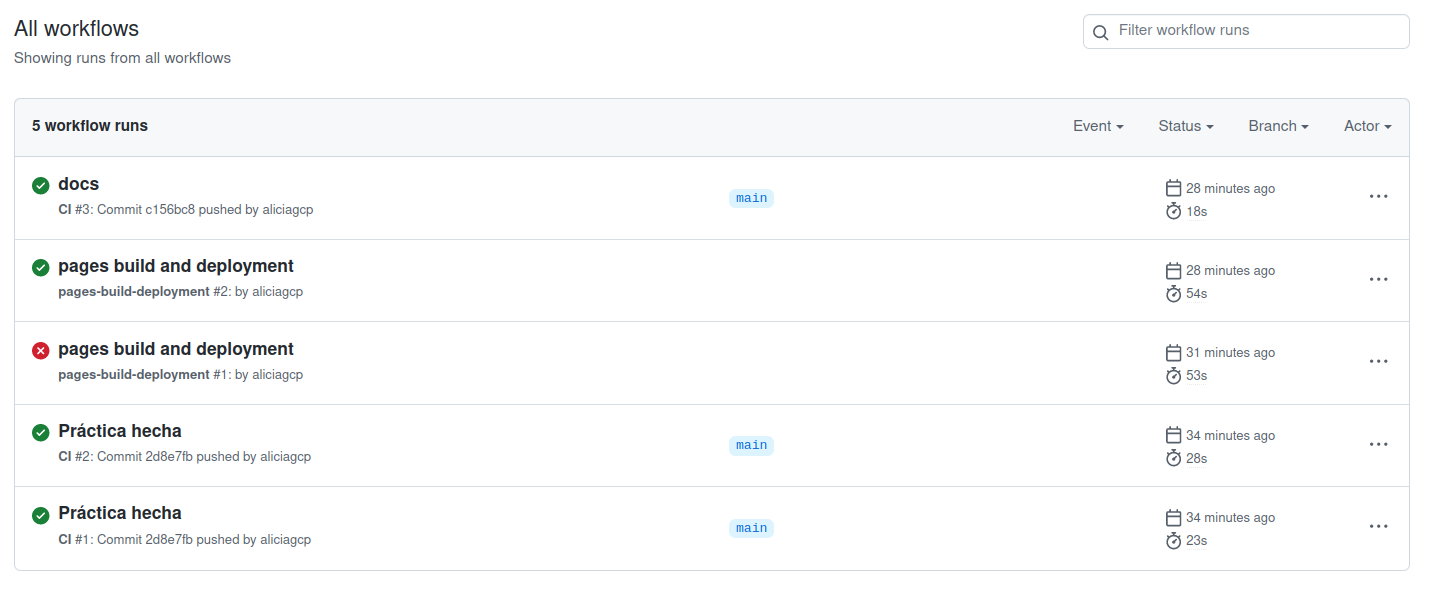 All workflows
Filter workflow runs
Showing runs from all workflows
5 workflow runs
Event Status Branch Actor
docs
CI #3: Commit c156bc8 pushed by aliciagcp
main
28 minutes ago
18s
pages build and deployment
pages-build-deployment #2: by aliciagcp
28 minutes ago
54s
pages build and deployment
pages-build-deployment #1: by aliciagcp
31 minutes ago
53s
Práctica hecha
CI #2: Commit 2d8e7fb pushed by aliciagcp
main
34 minutes ago
28s
Práctica hecha
CI #1: Commit 2d8e7fb pushed by aliciagcp
main
34 minutes ago
23s